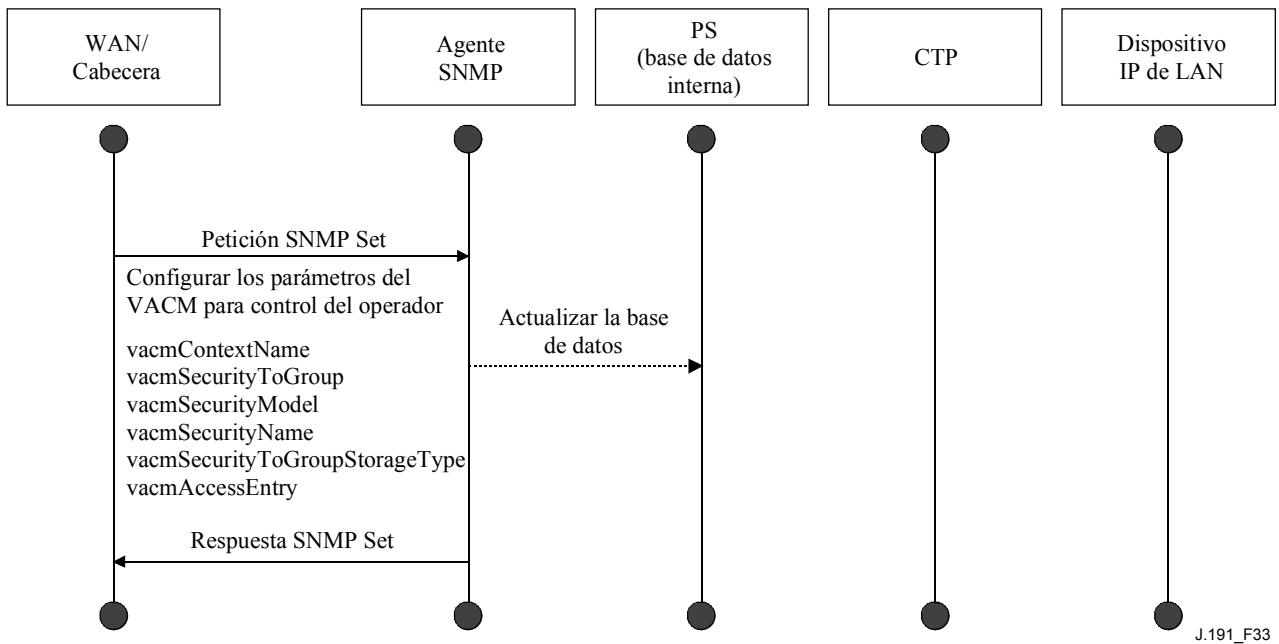 WAN/
Cabecera
Agente
SNMP
PS
(base de datos
interna)
CTP
Dispositivo
IP de LAN
Petición SNMP Set
Configurar los parámetros del
VACM para control del operador
vacmContextName
vacmSecurityToGroup
vacmSecurityModel
vacmSecurityName
vacmSecurityToGroupStorageType
vacmAccessEntry
Actualizar la base
de datos
Respuesta SNMP Set
J.191_F33